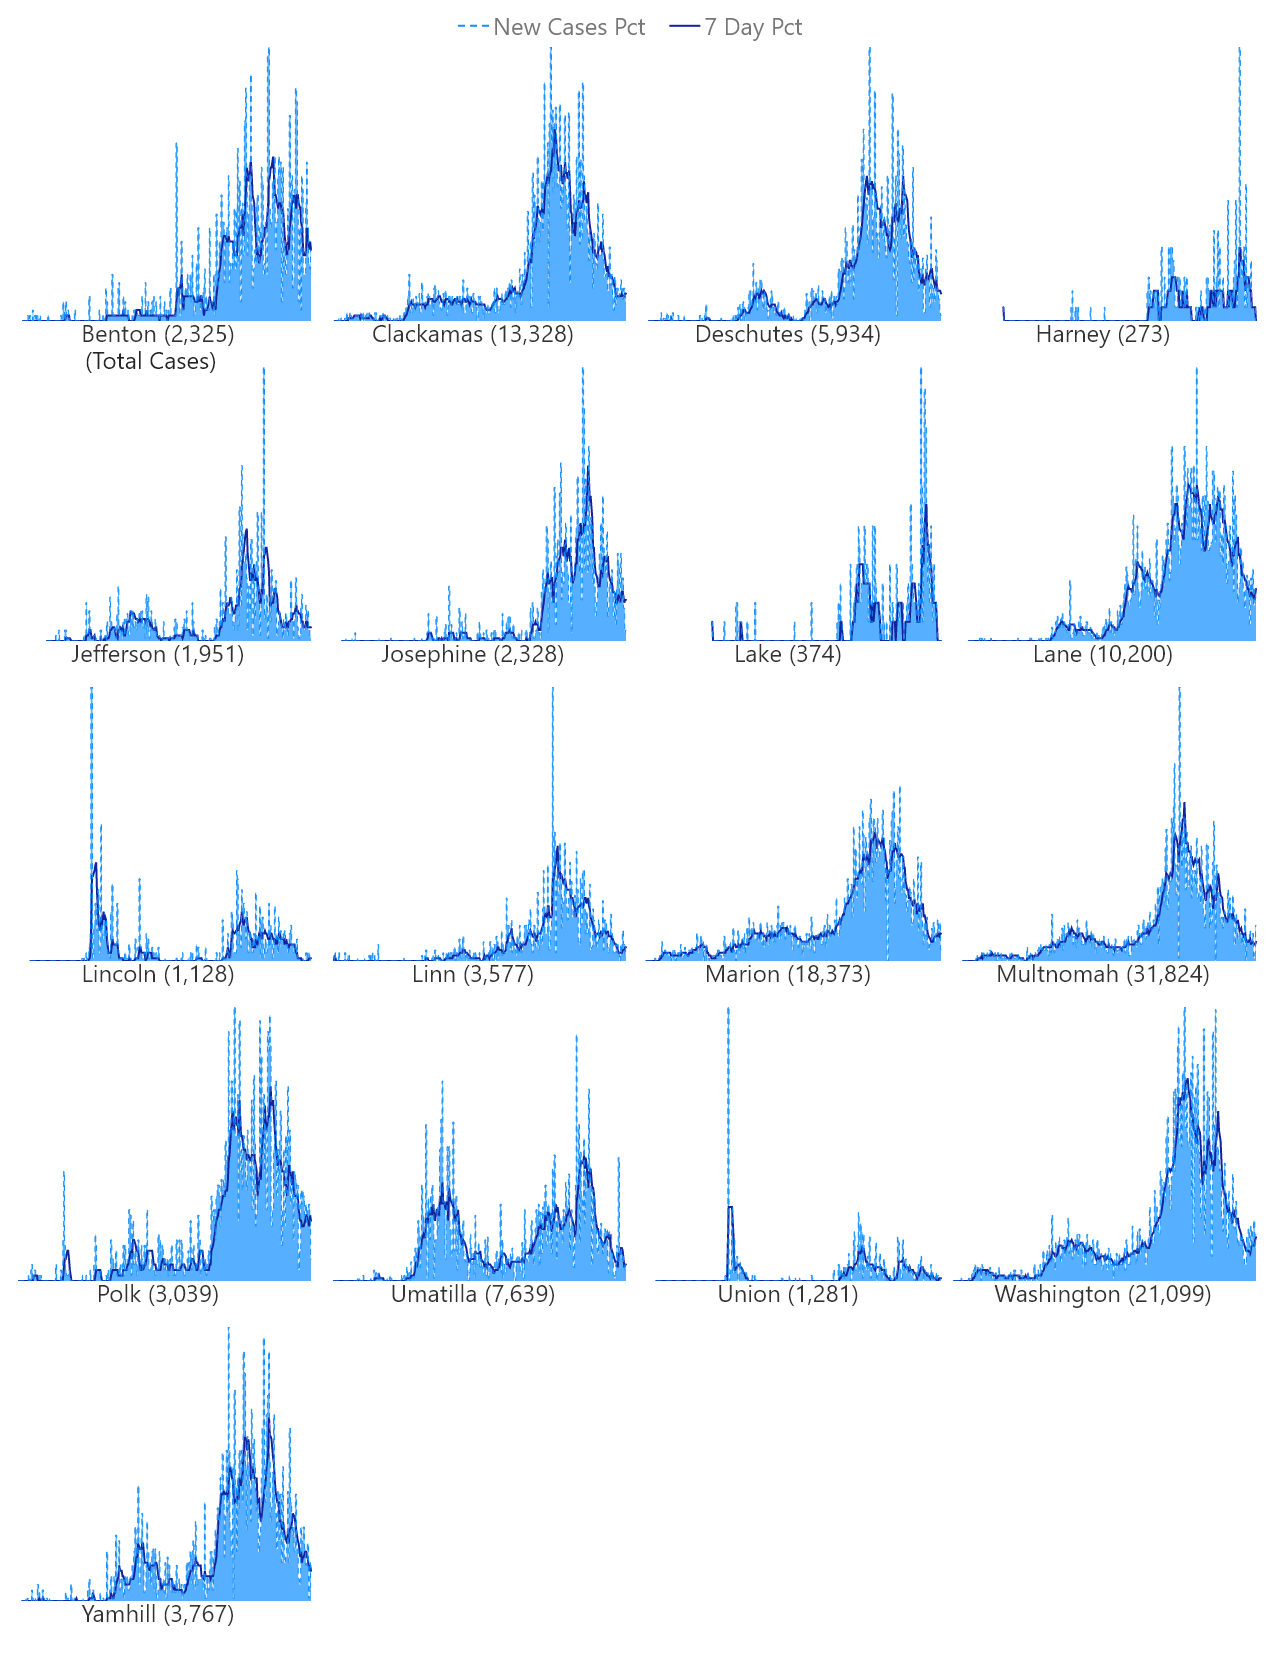 New Cases Pct 7 Day Pct
Benton (2,325) Clackamas (13,328) Deschutes (5,934) Harney (273)
(Total Cases)
Jefferson (1,951) Josephine (2,328) Lake (374) Lane (10,200)
Lincoln (1,128) Linn (3,577) Marion (18,373) Multnomah (31,824)
Polk (3,039) Umatilla (7,639) Union (1,281) Washington (21,099)
Yamhill (3,767)